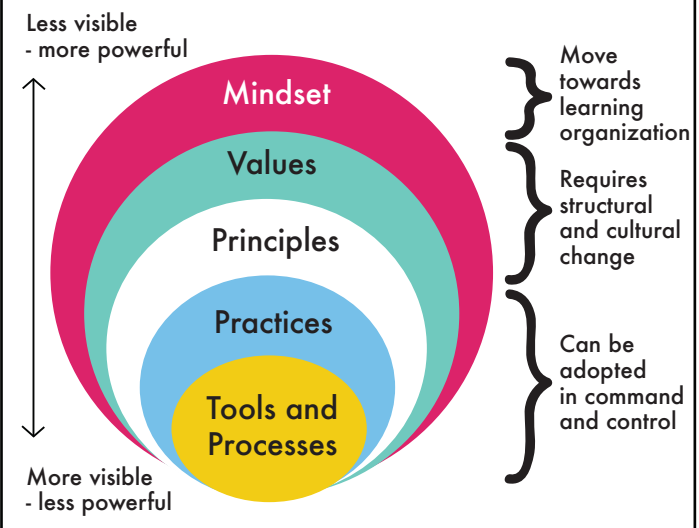 Less visible
- more powerful
Mindset
Values
Principles
Practices
Tools and
Processes
More visible
- less powerful
Move
towards
learning
organization
Requires
structural
and cultural
change
Can be
adopted
in command
and control